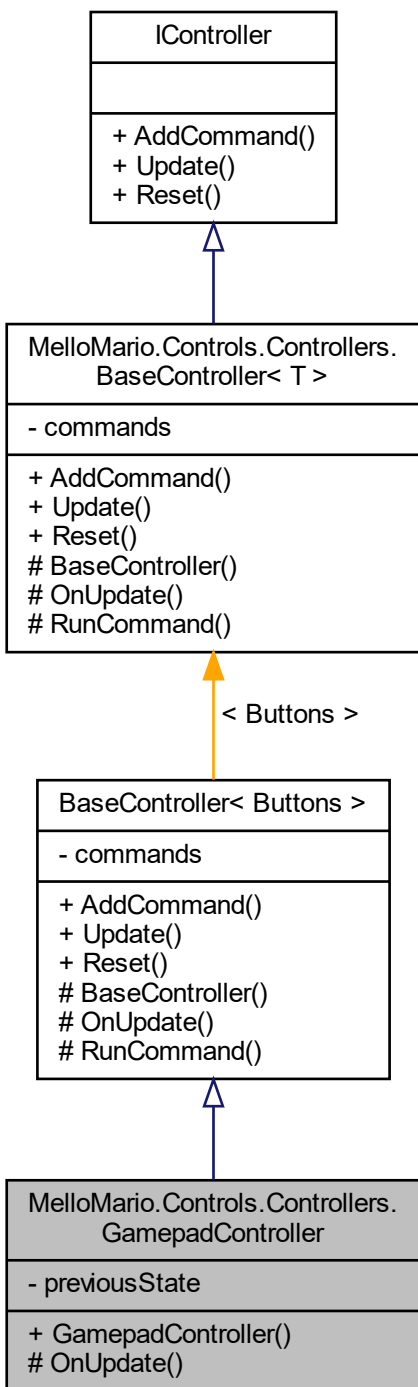 IController
+ AddCommand()
+ Update()
+ Reset()
MelloMario.Controls.Controllers.
BaseController< T >
- commands
+ AddCommand()
+ Update()
+ Reset()
# BaseController()
# OnUpdate()
# RunCommand()
< Buttons >
BaseController< Buttons >
- commands
+ AddCommand()
+ Update()
+ Reset()
# BaseController()
# OnUpdate()
# RunCommand()
MelloMario.Controls.Controllers.
GamepadController
- previousState
+ GamepadController()
# OnUpdate()